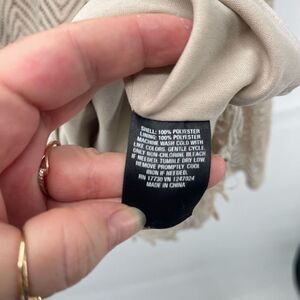 SHELL: 100% POLYESTER
LINING: 100% POLYESTER
MACHINE WASH COLD WITH
LIKE COLORS. GENTLE CYCLE.
ONLY NON-CHLORINE BLEACH
IF NEEDED. TUMBLE DRY LOW.
REMOVE PROMPTLY. COOL
IRON IF NEEDED.
RN 17730 VN 1247024
MADE IN CHINA